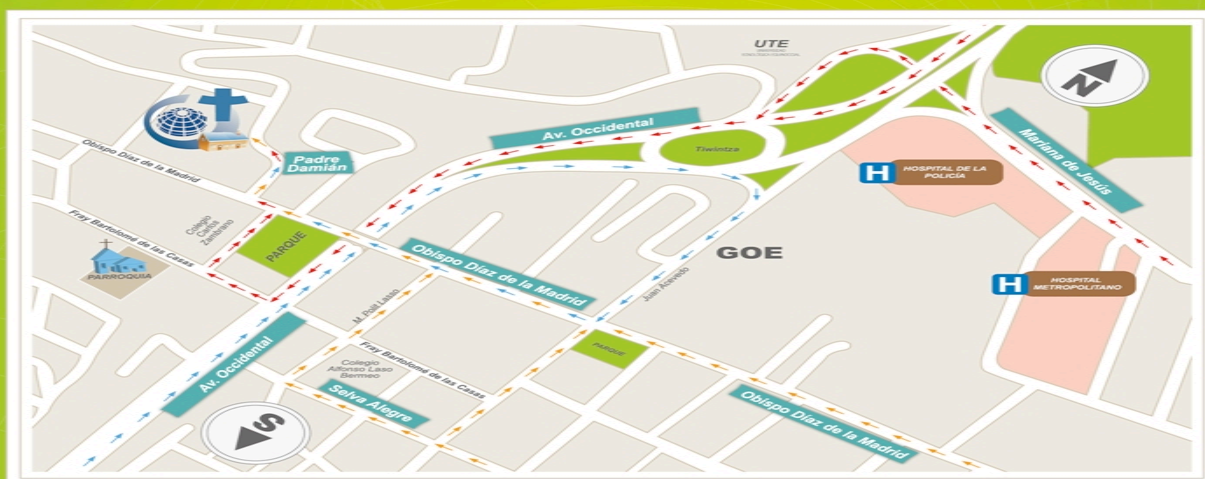 UTE
N
Av. Occidental
Tiwintza
Mariana de Jesús
Obispo Díaz de la Madrid
Padre
Damián
H
HOSPITAL DE LA
POLICÍA
Colegio
Carlos
Zambrano
Fray Bartolomé de las Casas
PARQUE
GOE
PARROQUIA
Obispo Díaz de la Madrid
Juan Acevedo
H
HOSPITAL
METROPOLITANO
M. Polit Lasso
PARQUE
Av. Occidental
Fray Bartolomé de las Casas
Colegio
Alfonso Laso
Bermeo
Selva Alegre
Obispo Díaz de la Madrid
S